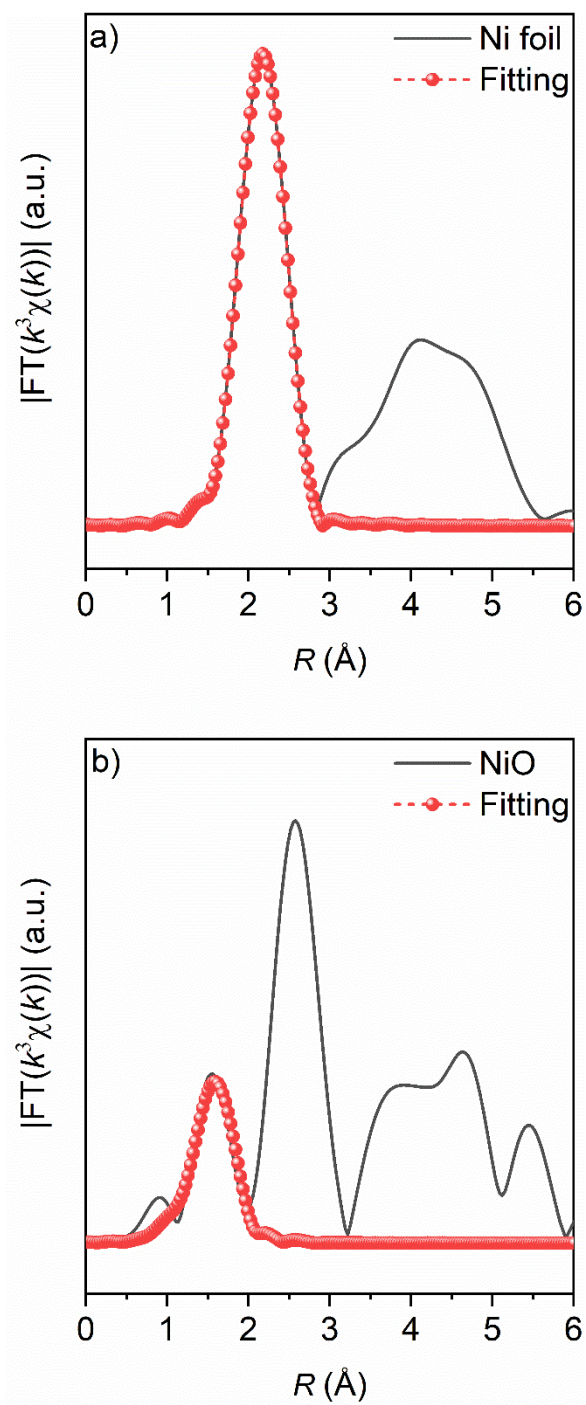 a)
Ni foil
Fitting
|FT(k³χ(k))| (a.u.)
0 1 2 3 4 5 6
R (Å)
b)
NiO
Fitting
|FT(k³χ(k))| (a.u.)
0 1 2 3 4 5 6
R (Å)